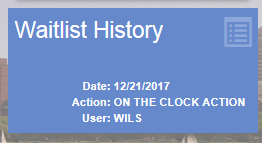 Waitlist History
Date: 12/21/2017
Action: ON THE CLOCK ACTION
User: WILS